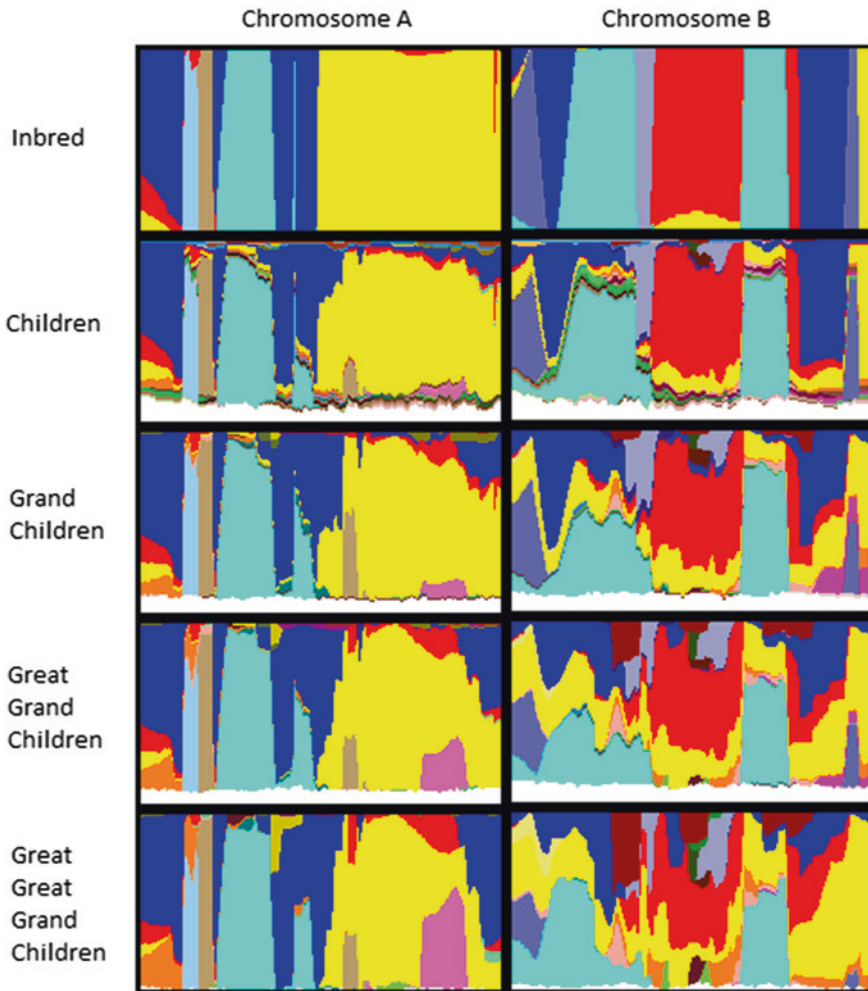 Chromosome A
Chromosome B
Inbred
Children
Grand
Children
Great
Grand
Children
Great
Great
Grand
Children